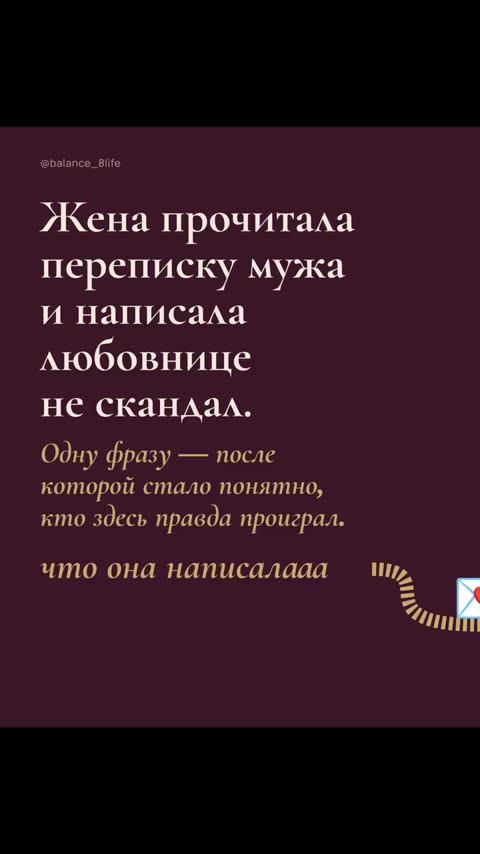 @balance_8life
Жена прочитала
переписку мужа
и написала
любовнице
не скандал.
Одну фразу — после
которой стало понятно,
кто здесь правда проиграл.
что она написалааа